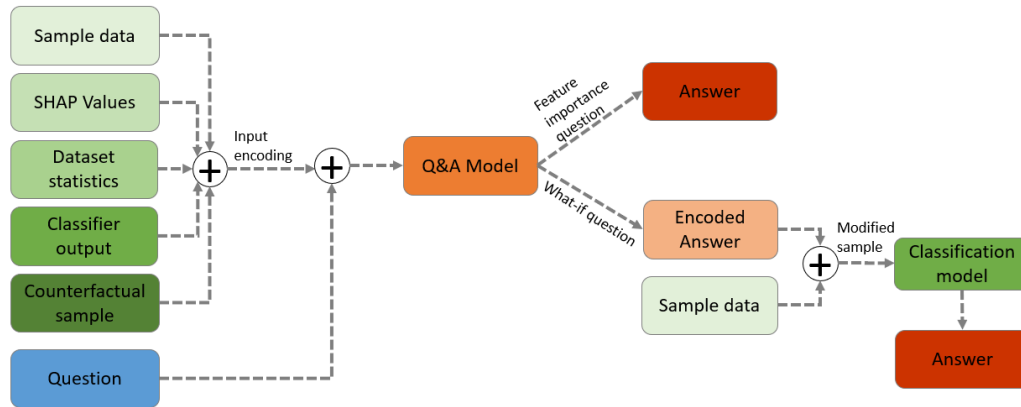 Sample data
SHAP Values
Dataset
statistics
Classifier
output
Counterfactual
sample
Question
+
Input
encoding
+
Q&A Model
Feature
importance
question
What-if question
Answer
Encoded
Answer
Sample data
+
Modified
sample
Classification
model
Answer